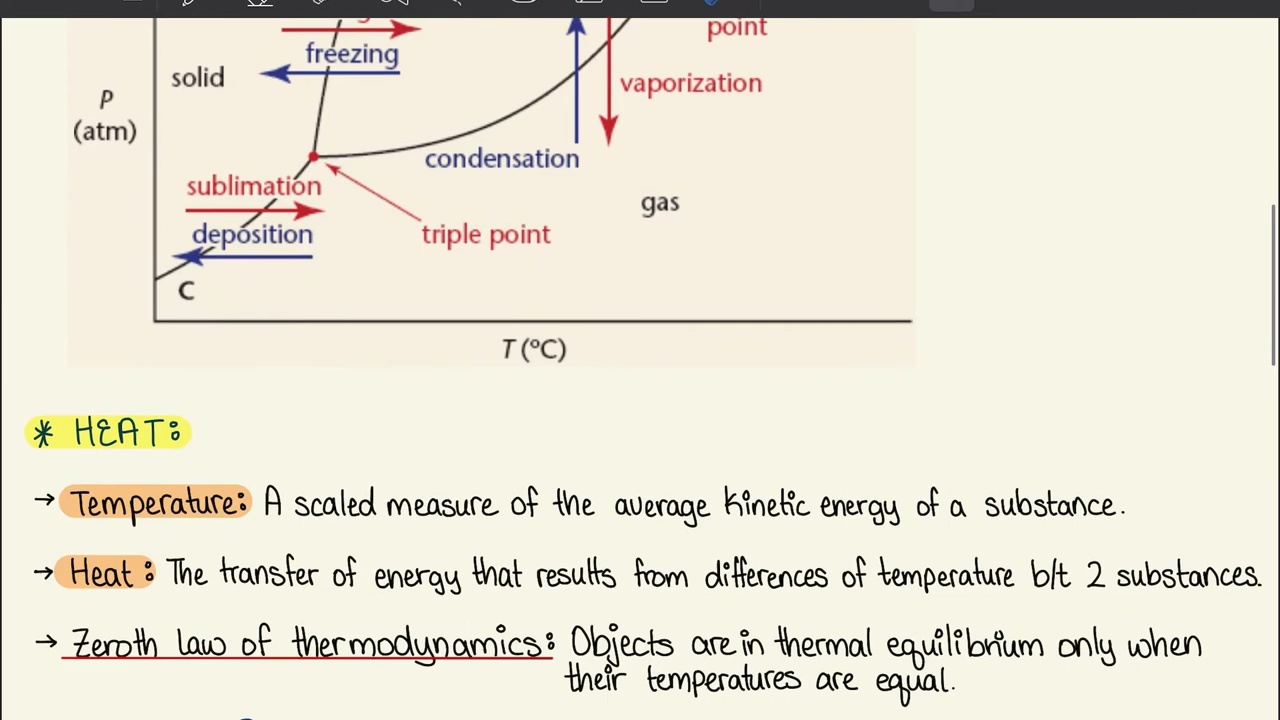 point
freezing
solid
vaporization
P
(atm)
condensation
sublimation
gas
deposition
triple point
C
T (°C)
* HEAT:
→ Temperature: A scaled measure of the average kinetic energy of a substance.
→ Heat: The transfer of energy that results from differences of temperature b/t 2 substances.
→ Zeroth law of thermodynamics: Objects are in thermal equilibrium only when
their temperatures are equal.